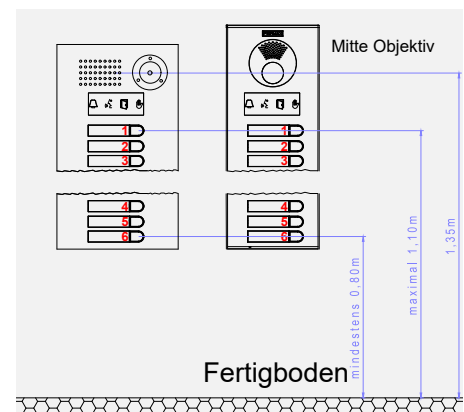 Mitte Objektiv
1 1
2 2
3 3
4 4
5 5
6 6
mindestens 0,80m
maximal 1,10m
1,35m
Fertigboden